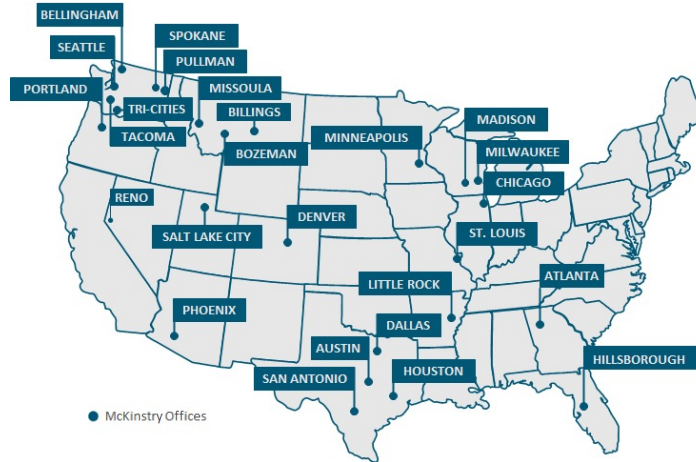 BELLINGHAM
SPOKANE
SEATTLE
PULLMAN
PORTLAND
MISSOULA
TRI-CITIES
BILLINGS
MADISON
TACOMA
MINNEAPOLIS
BOZEMAN
MILWAUKEE
CHICAGO
RENO
DENVER
SALT LAKE CITY
ST. LOUIS
ATLANTA
LITTLE ROCK
PHOENIX
DALLAS
AUSTIN
HILLSBOROUGH
SAN ANTONIO
HOUSTON
McKinstry Offices